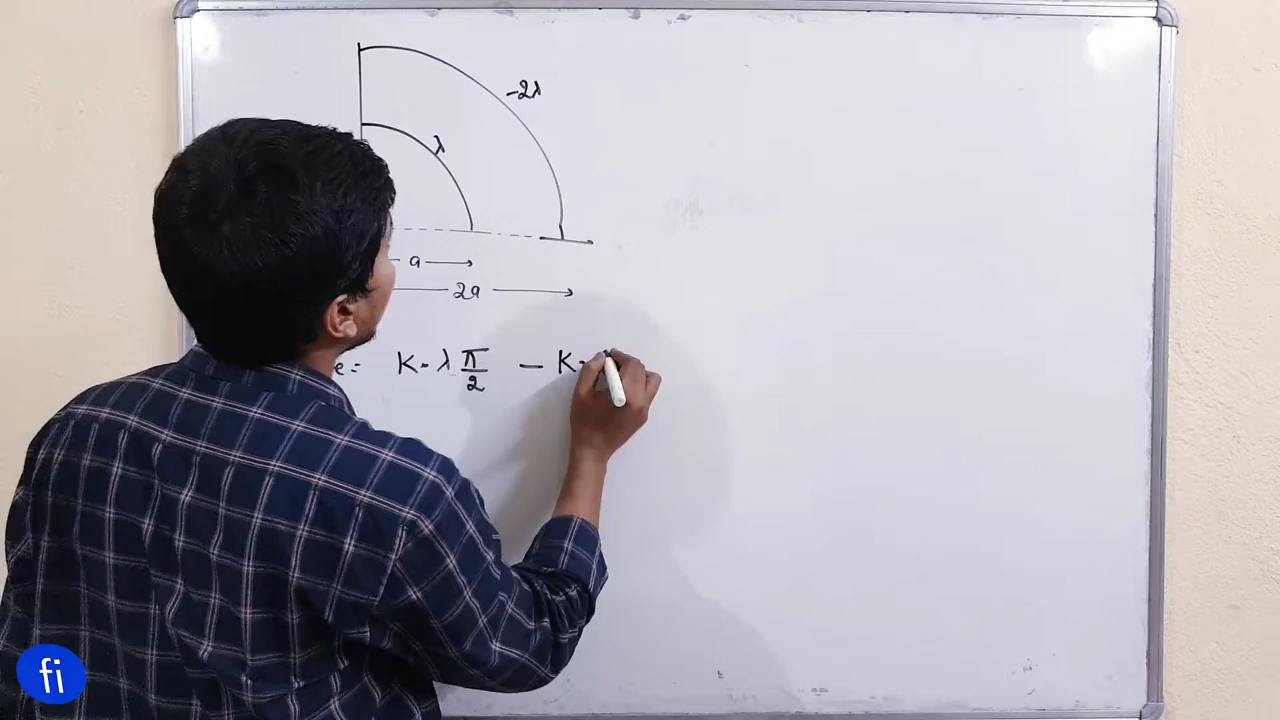 -2λ
λ
a
2a
e = K · λ π/2 - K ·
fi